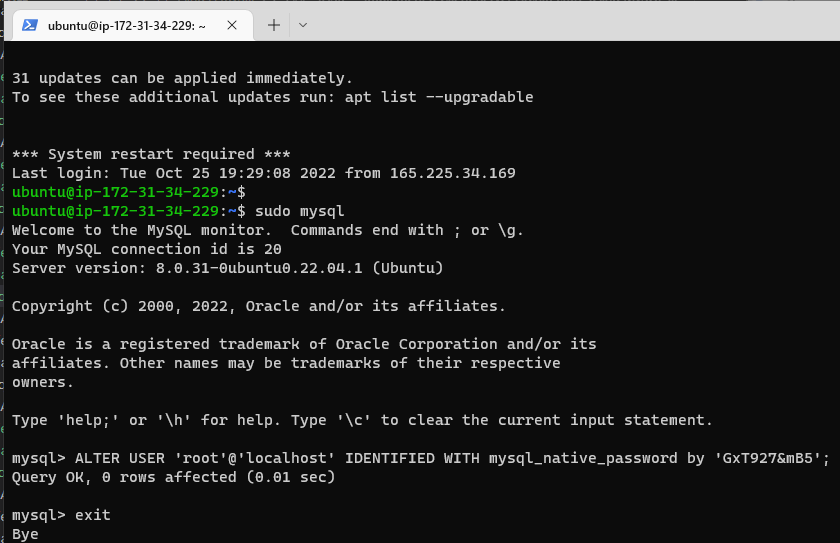 ubuntu@ip-172-31-34-229: ~
31 updates can be applied immediately.
To see these additional updates run: apt list --upgradable
*** System restart required ***
Last login: Tue Oct 25 19:29:08 2022 from 165.225.34.169
ubuntu@ip-172-31-34-229:~$
ubuntu@ip-172-31-34-229:~$ sudo mysql
Welcome to the MySQL monitor.  Commands end with ; or \g.
Your MySQL connection id is 20
Server version: 8.0.31-0ubuntu0.22.04.1 (Ubuntu)
Copyright (c) 2000, 2022, Oracle and/or its affiliates.
Oracle is a registered trademark of Oracle Corporation and/or its
affiliates. Other names may be trademarks of their respective
owners.
Type 'help;' or '\h' for help. Type '\c' to clear the current input statement.
mysql> ALTER USER 'root'@'localhost' IDENTIFIED WITH mysql_native_password by 'GxT927&mB5';
Query OK, 0 rows affected (0.01 sec)
mysql> exit
Bye